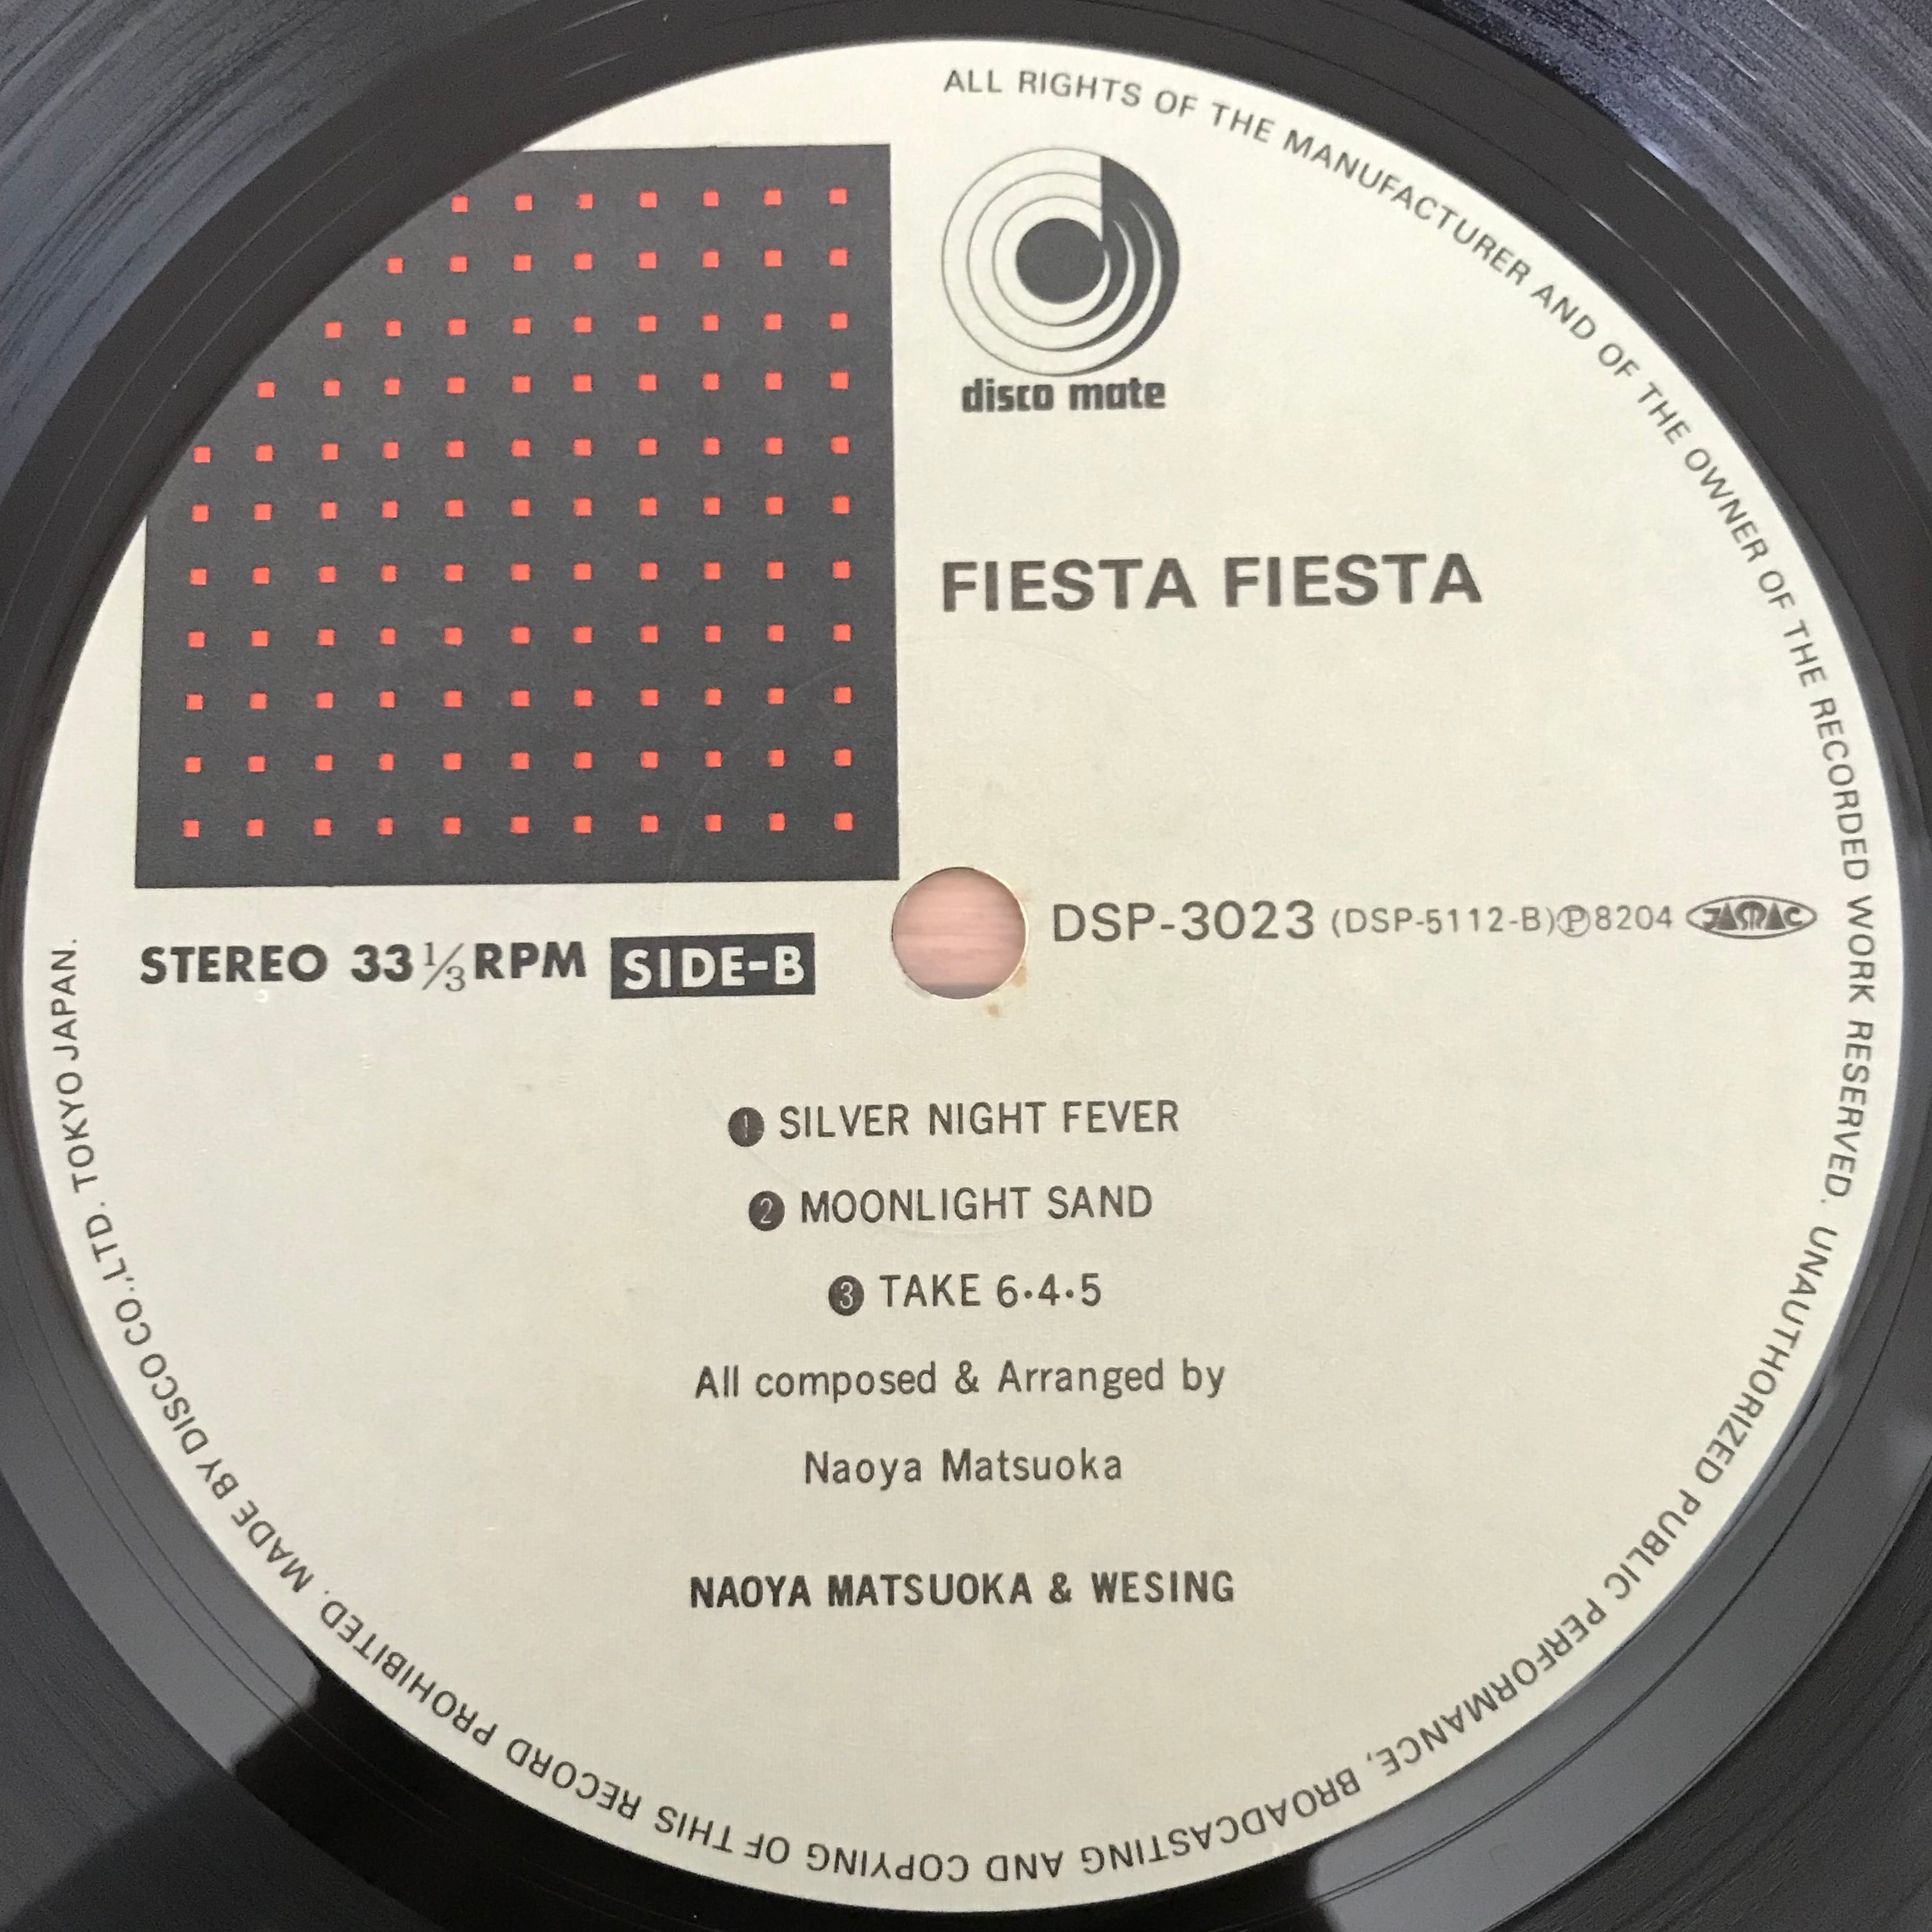 ALL RIGHTS OF THE MANUFACTURER AND OF THE OWNER OF THE RECORDED WORK RESERVED. UNAUTHORIZED PUBLIC PERFORMANCE, BROADCASTING AND COPYING OF THIS RECORD PROHIBITED. MADE BY DISCO CO.,LTD. TOKYO JAPAN.
disco mate
FIESTA FIESTA
DSP-3023 (DSP-5112-B)Ⓟ8204 JASRAC
STEREO 33⅓RPM SIDE-B
❶ SILVER NIGHT FEVER
❷ MOONLIGHT SAND
❸ TAKE 6·4·5
All composed & Arranged by
Naoya Matsuoka
NAOYA MATSUOKA & WESING